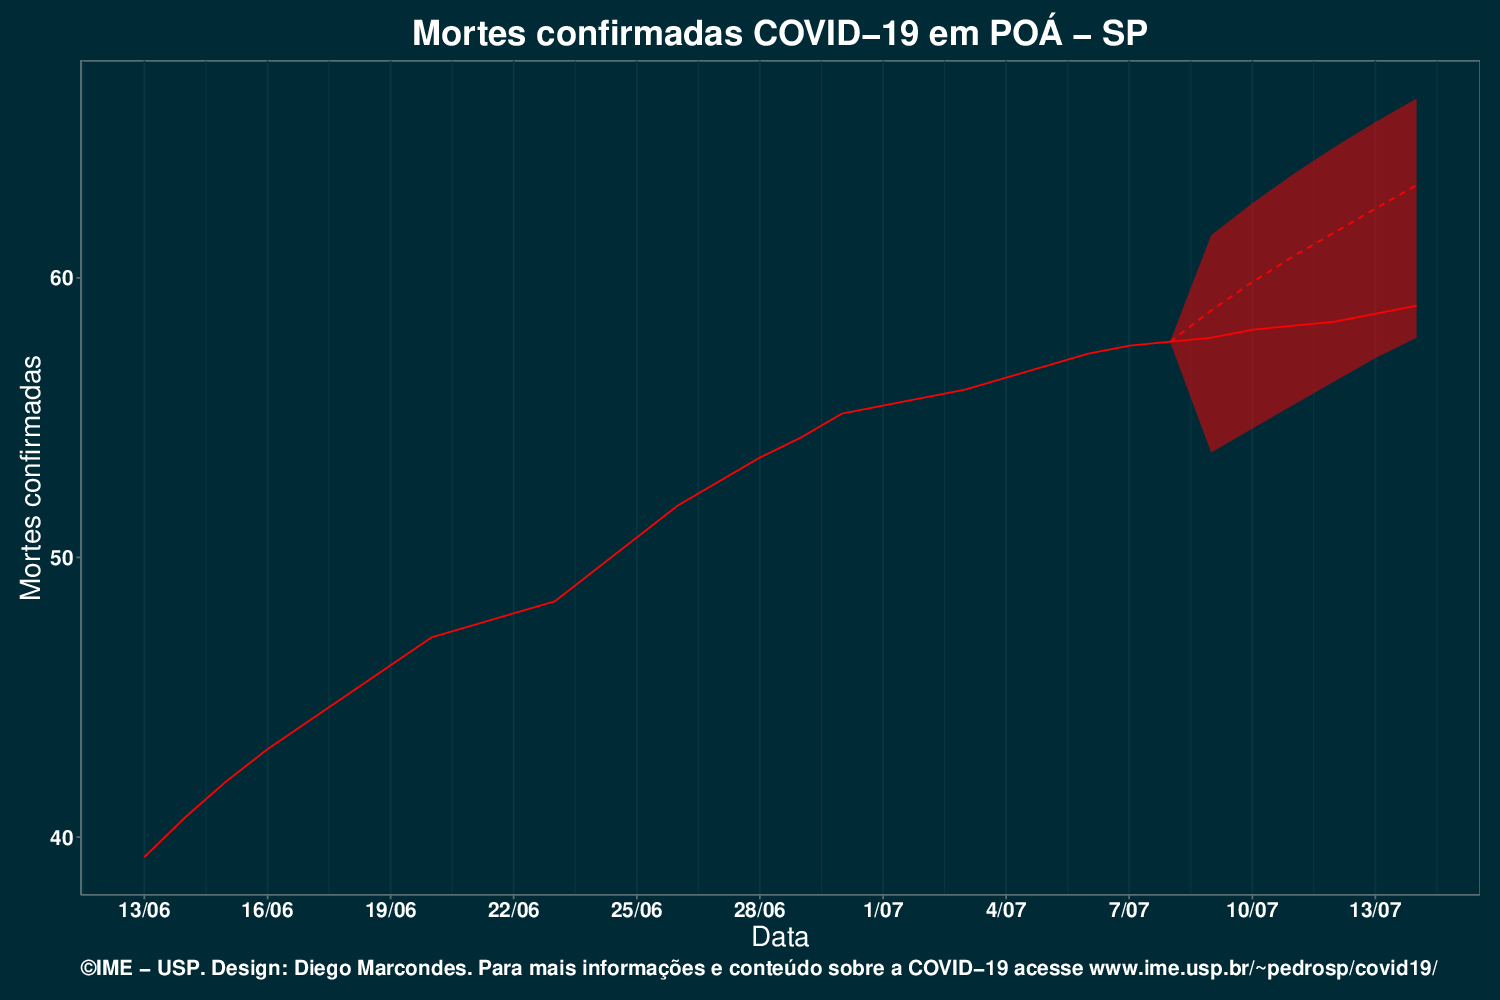 Mortes confirmadas COVID−19 em POÁ − SP
Mortes confirmadas
60
50
40
13/06 16/06 19/06 22/06 25/06 28/06 1/07 4/07 7/07 10/07 13/07
Data
©IME − USP. Design: Diego Marcondes. Para mais informações e conteúdo sobre a COVID−19 acesse www.ime.usp.br/~pedrosp/covid19/